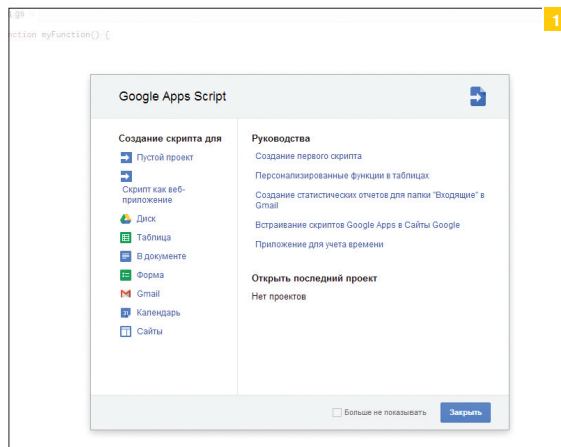 1
function myFunction() {
Google Apps Script
Создание скрипта для
Пустой проект
Скрипт как веб-
приложение
Диск
Таблица
В документе
Форма
Gmail
Календарь
Сайты
Руководства
Создание первого скрипта
Персонализированные функции в таблицах
Создание статистических отчетов для папки "Входящие" в
Gmail
Встраивание скриптов Google Apps в Сайты Google
Приложение для учета времени
Открыть последний проект
Нет проектов
Больше не показывать
Закрыть